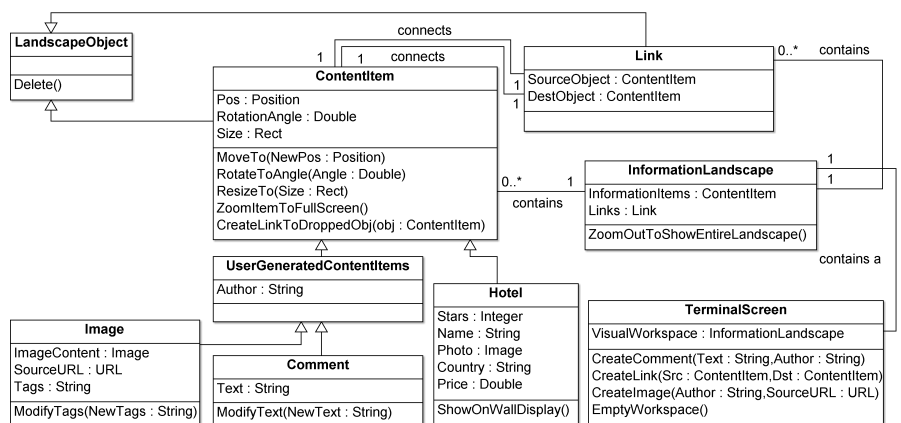 LandscapeObject
Delete()
connects
1
1
connects
1
1
ContentItem
Pos : Position
RotationAngle : Double
Size : Rect
MoveTo(NewPos : Position)
RotateToAngle(Angle : Double)
ResizeTo(Size : Rect)
ZoomItemToFullScreen()
CreateLinkToDroppedObj(obj : ContentItem)
Link
SourceObject : ContentItem
DestObject : ContentItem
0..*
contains
0..*
1
contains
InformationLandscape
InformationItems : ContentItem
Links : Link
ZoomOutToShowEntireLandscape()
1
1
contains a
UserGeneratedContentItems
Author : String
Hotel
Stars : Integer
Name : String
Photo : Image
Country : String
Price : Double
ShowOnWallDisplay()
TerminalScreen
VisualWorkspace : InformationLandscape
CreateComment(Text : String,Author : String)
CreateLink(Src : ContentItem,Dst : ContentItem)
CreateImage(Author : String,SourceURL : URL)
EmptyWorkspace()
Image
ImageContent : Image
SourceURL : URL
Tags : String
ModifyTags(NewTags : String)
Comment
Text : String
ModifyText(NewText : String)